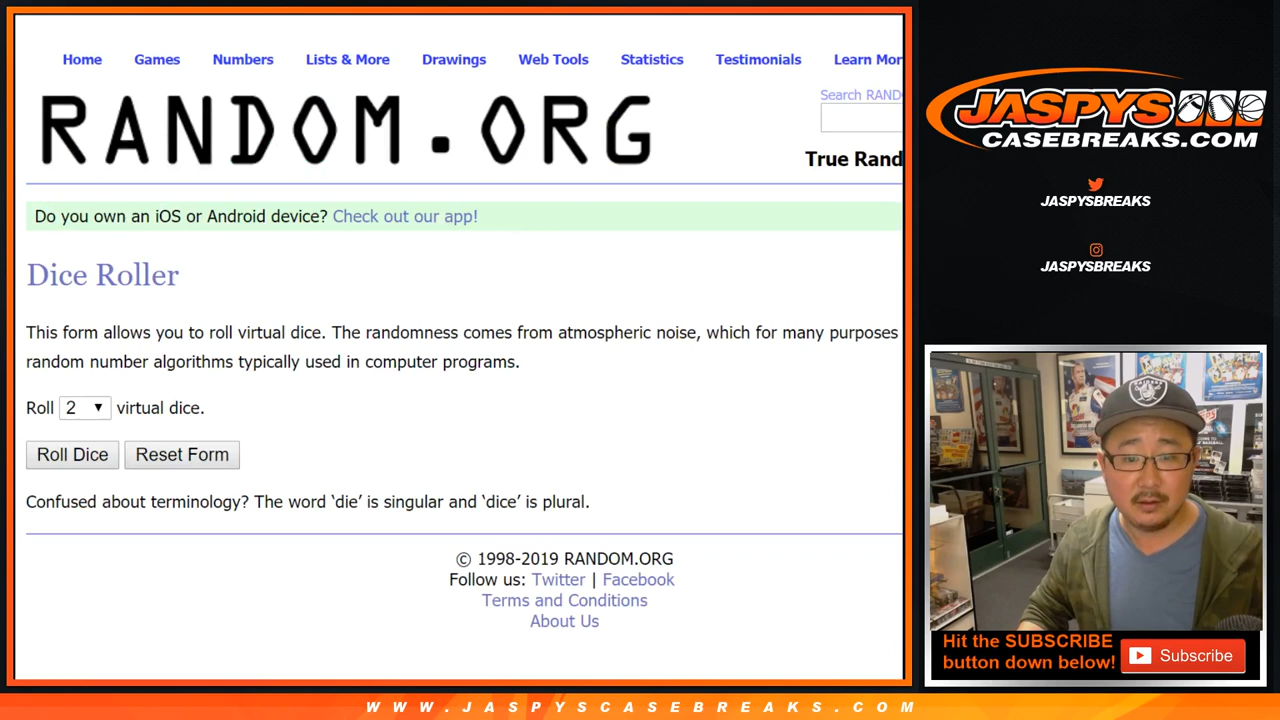 Home Games Numbers Lists & More Drawings Web Tools Statistics Testimonials Learn Mor
RANDOM.ORG
Search RAND
True Rand
Do you own an iOS or Android device? Check out our app!
Dice Roller
This form allows you to roll virtual dice. The randomness comes from atmospheric noise, which for many purposes
random number algorithms typically used in computer programs.
Roll 2 virtual dice.
Roll Dice Reset Form
Confused about terminology? The word ‘die’ is singular and ‘dice’ is plural.
© 1998-2019 RANDOM.ORG
Follow us: Twitter | Facebook
Terms and Conditions
About Us
JASPYS
CASEBREAKS.COM
JASPYSBREAKS
JASPYSBREAKS
RAIDERS
Hit the SUBSCRIBE
button down below!
Subscribe
WWW.JASPYSCASEBREAKS.COM